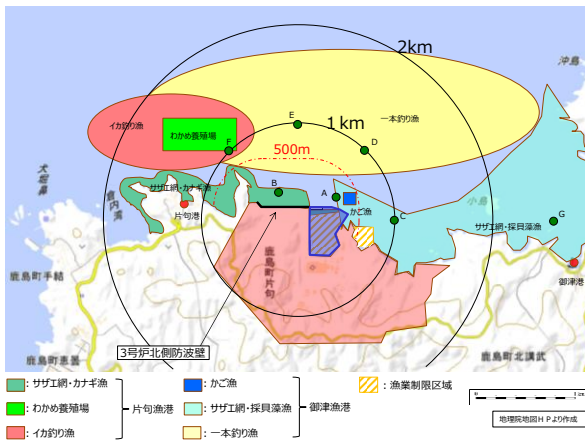 2km
沖島
一本釣り漁
E
1km
イカ釣り漁
わかめ養殖場
F
D
500m
犬堀鼻
サザエ網・カナギ漁
B
A
小島
片句港
かご漁
C
G
サザエ網・採貝藻漁
鹿島町手結
鹿島町片句
御津港
3号炉北側防波壁
鹿島町恵曇
鹿島町北講武
:サザエ網・カナギ漁
:わかめ養殖場
:イカ釣り漁
片句漁港
:かご漁
:サザエ網・採貝藻漁
:一本釣り漁
御津漁港
:漁業制限区域
1 cm
地理院地図HPより作成